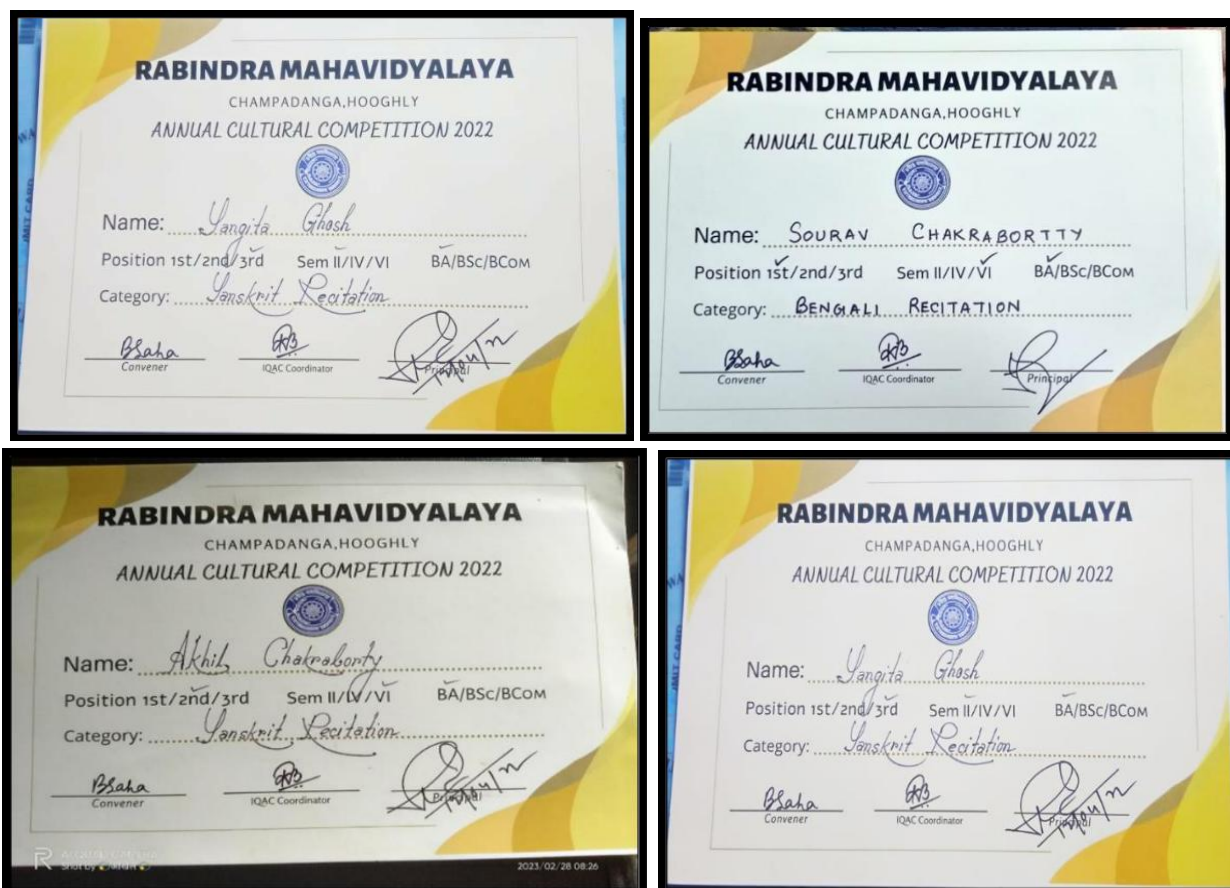 RABINDRA MAHAVIDYALAYA
CHAMPADANGA,HOOGHLY
ANNUAL CULTURAL COMPETITION 2022
Name: Sangita Ghosh
Position 1st/2nd/3rd Sem II/IV/VI BA/BSc/BCom
Category: Sanskrit Recitation
BSaha
Convener IQAC Coordinator Principal
RABINDRA MAHAVIDYALAYA
CHAMPADANGA,HOOGHLY
ANNUAL CULTURAL COMPETITION 2022
Name: SOURAV CHAKRABORTTY
Position 1st/2nd/3rd Sem II/IV/VI BA/BSc/BCom
Category: BENGALI RECITATION
BSaha
Convener IQAC Coordinator Principal
RABINDRA MAHAVIDYALAYA
CHAMPADANGA,HOOGHLY
ANNUAL CULTURAL COMPETITION 2022
Name: Akhil Chakraborty
Position 1st/2nd/3rd Sem II/IV/VI BA/BSc/BCom
Category: Sanskrit Recitation
BSaha
Convener IQAC Coordinator Principal
Shot by
2023/02/28 08:26
RABINDRA MAHAVIDYALAYA
CHAMPADANGA,HOOGHLY
ANNUAL CULTURAL COMPETITION 2022
Name: Sangita Ghosh
Position 1st/2nd/3rd Sem II/IV/VI BA/BSc/BCom
Category: Sanskrit Recitation
BSaha
Convener IQAC Coordinator Principal